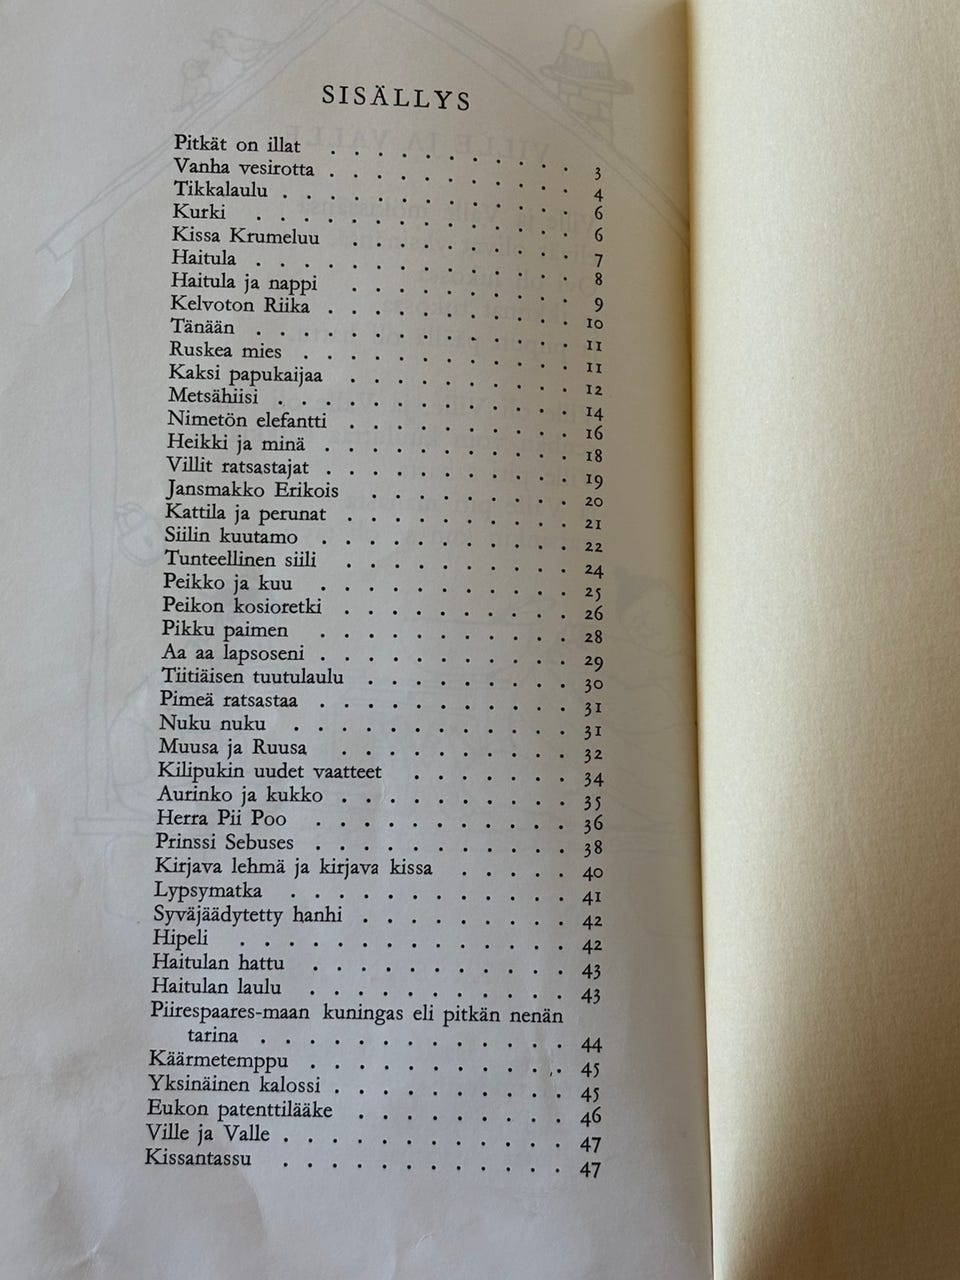 SISÄLLYS
Pitkät on illat . . . . . . . . . . . 3
Vanha vesirotta . . . . . . . . . . . 4
Tikkalaulu . . . . . . . . . . . . . 6
Kurki . . . . . . . . . . . . . . 6
Kissa Krumeluu . . . . . . . . . . 7
Haitula . . . . . . . . . . . . . . 8
Haitula ja nappi . . . . . . . . . . 9
Kelvoton Riika . . . . . . . . . . . 10
Tänään . . . . . . . . . . . . . . 11
Ruskea mies . . . . . . . . . . . . 11
Kaksi papukaijaa . . . . . . . . . . 12
Metsähiisi . . . . . . . . . . . . . 14
Nimetön elefantti . . . . . . . . . . 16
Heikki ja minä . . . . . . . . . . . 18
Villit ratsastajat . . . . . . . . . . . 19
Jansmakko Erikois . . . . . . . . . 20
Kattila ja perunat . . . . . . . . . . 21
Siilin kuutamo . . . . . . . . . . . 22
Tunteellinen siili . . . . . . . . . . 24
Peikko ja kuu . . . . . . . . . . . 25
Peikon kosioretki . . . . . . . . . . 26
Pikku paimen . . . . . . . . . . . 28
Aa aa lapsoseni . . . . . . . . . . . 29
Tiitiäisen tuutulaulu . . . . . . . . . 30
Pimeä ratsastaa . . . . . . . . . . . 31
Nuku nuku . . . . . . . . . . . . 31
Muusa ja Ruusa . . . . . . . . . . 32
Kilipukin uudet vaatteet . . . . . . . 34
Aurinko ja kukko . . . . . . . . . . 35
Herra Pii Poo . . . . . . . . . . . 36
Prinssi Sebuses . . . . . . . . . . . 38
Kirjava lehmä ja kirjava kissa . . . . . 40
Lypsymatka . . . . . . . . . . . . 41
Syväjäädytetty hanhi . . . . . . . . . 42
Hipeli . . . . . . . . . . . . . . 42
Haitulan hattu . . . . . . . . . . . 43
Haitulan laulu . . . . . . . . . . . 43
Piirespaares-maan kuningas eli pitkän nenän
tarina . . . . . . . . . . . . . 44
Käärmetemppu . . . . . . . . . . . 45
Yksinäinen kalossi . . . . . . . . . . 45
Eukon patenttilääke . . . . . . . . . 46
Ville ja Valle . . . . . . . . . . . . 47
Kissantassu . . . . . . . . . . . . 47